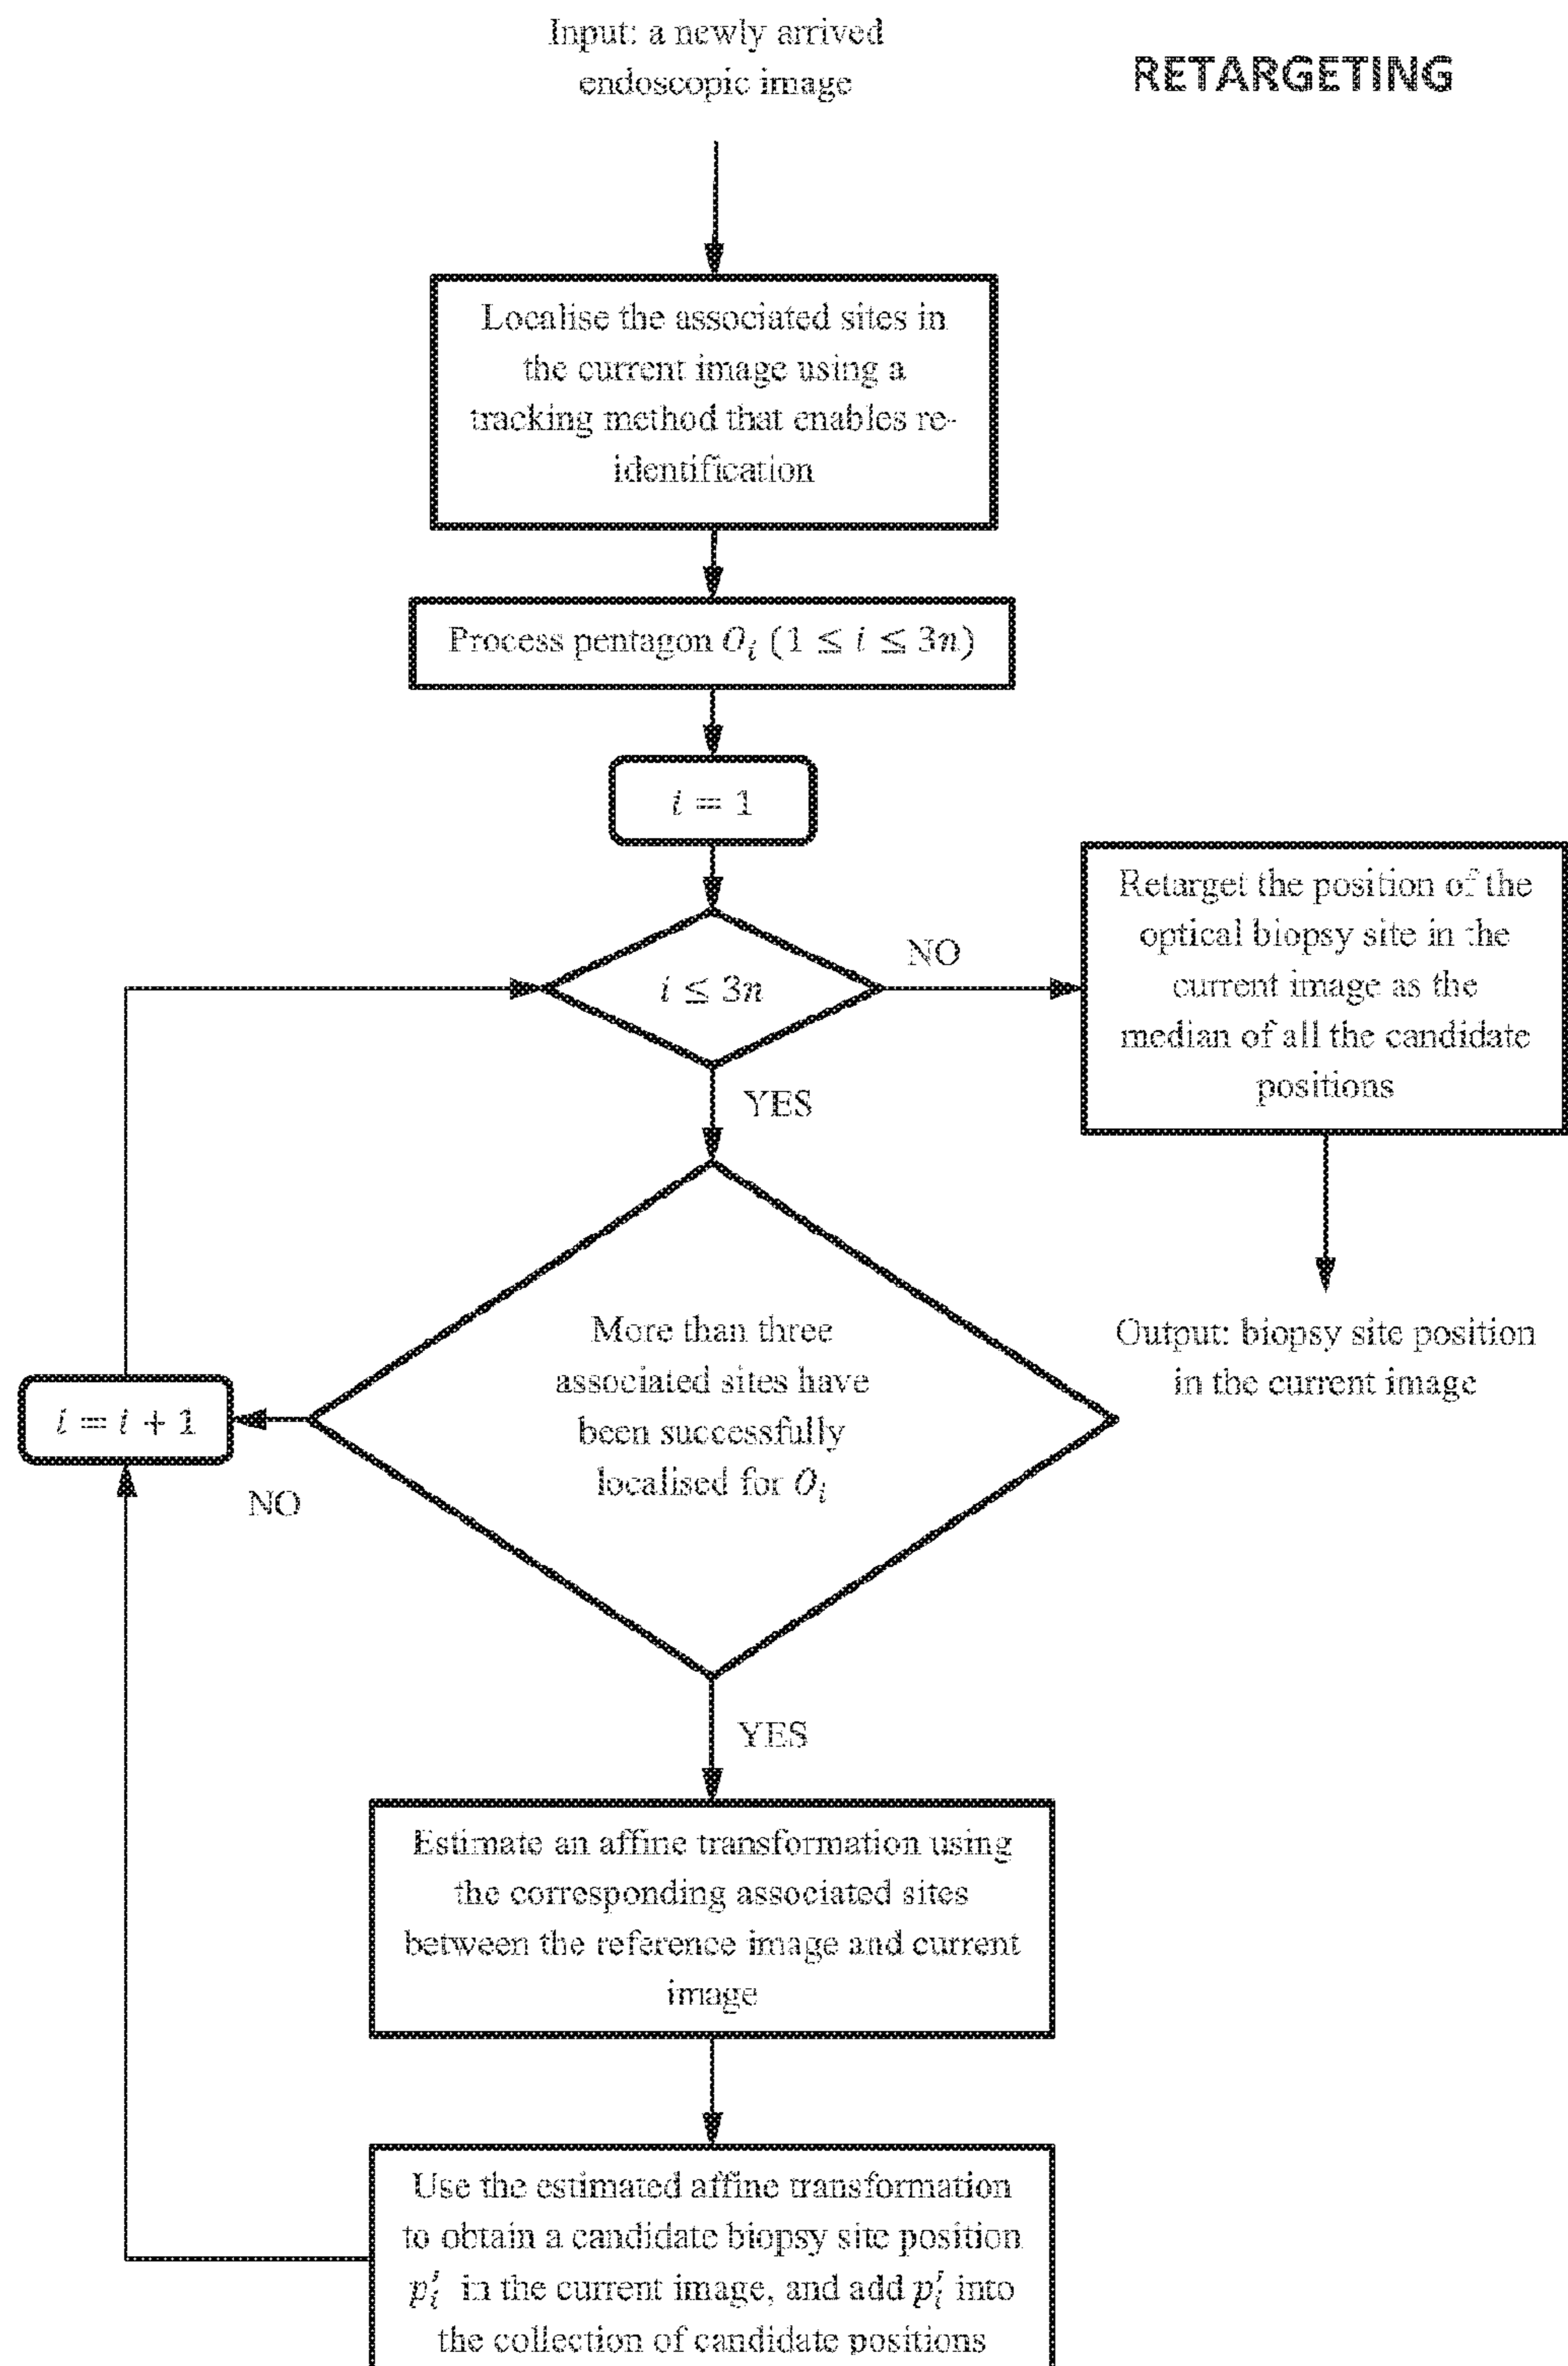 Input: a newly arrived
endoscopic image
RETARGETING
Localise the associated sites in
the current image using a
tracking method that enables re-
identification
Process pentagon O_i (1 ≤ i ≤ 3n)
i = 1
i ≤ 3n
NO
Retarget the position of the
optical biopsy site in the
current image as the
median of all the candidate
positions
YES
Output: biopsy site position
in the current image
More than three
associated sites have
been successfully
localised for O_i
i = i + 1
NO
YES
Estimate an affine transformation using
the corresponding associated sites
between the reference image and current
image
Use the estimated affine transformation
to obtain a candidate biopsy site position
p'_i in the current image, and add p'_i into
the collection of candidate positions